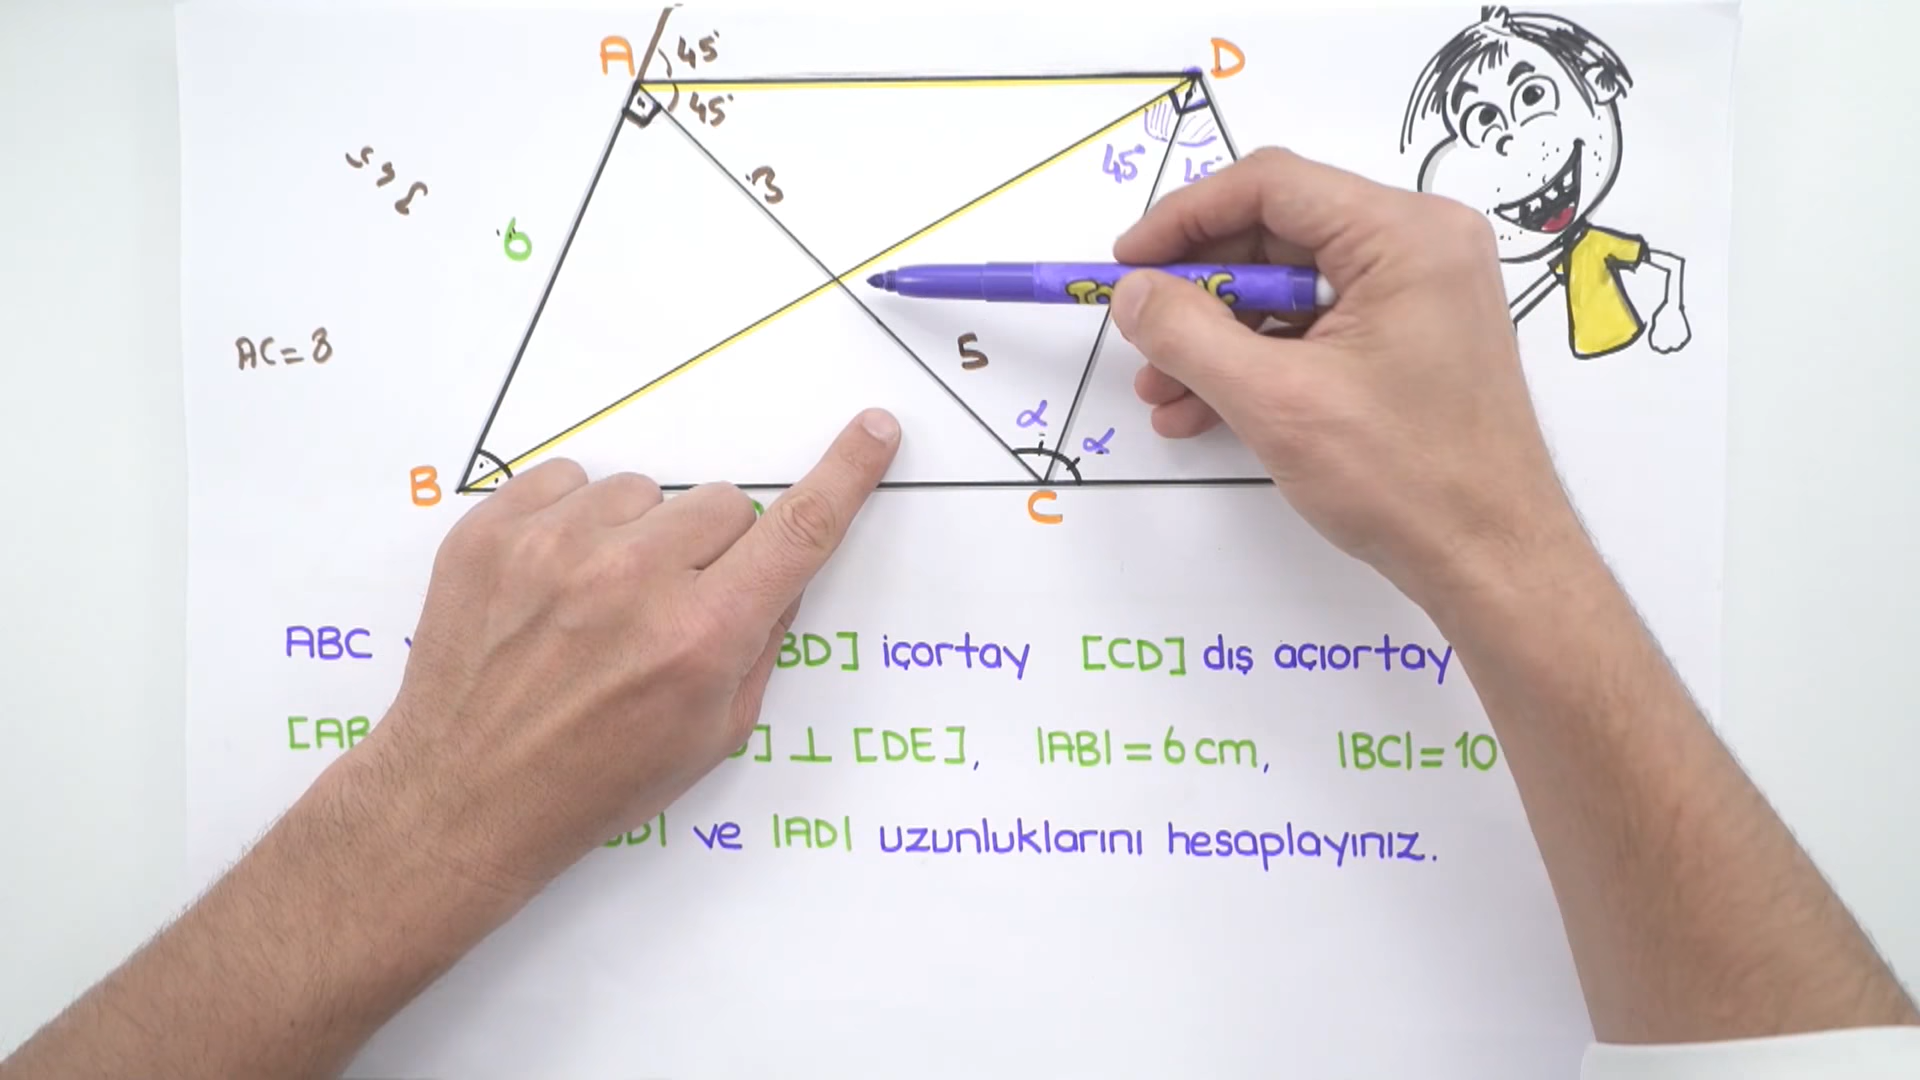 45°
A
D
45°
45°
45°
3
6
AC=8
5
α
α
B
C
ABC BD] içortay [CD] dış açıortay
[AB ] ⊥ [DE], |AB| = 6 cm, |BC| = 10
ve |AD| uzunluklarını hesaplayınız.